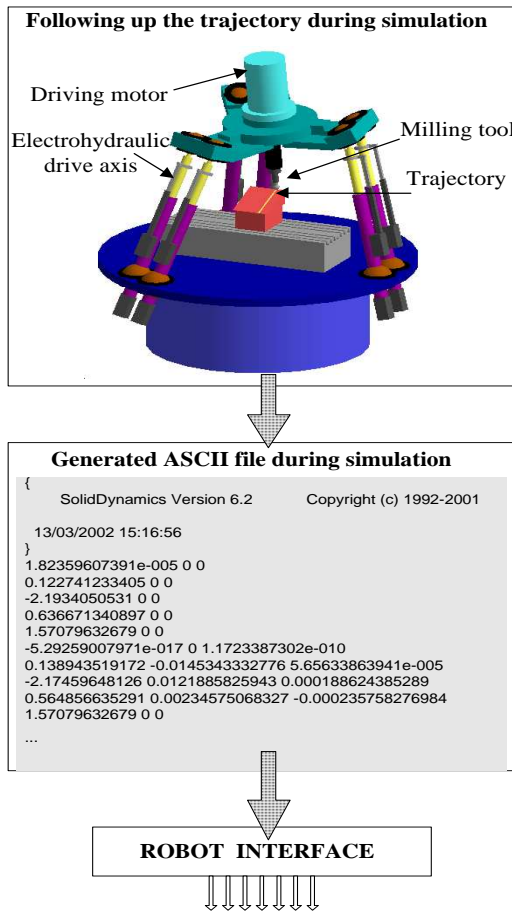 Following up the trajectory during simulation
Driving motor
Electrohydraulic
drive axis
Milling tool
Trajectory
Generated ASCII file during simulation
{
SolidDynamics Version 6.2 Copyright (c) 1992-2001
13/03/2002 15:16:56
}
1.82359607391e-005 0 0
0.122741233405 0 0
-2.1934050531 0 0
0.636671340897 0 0
1.57079632679 0 0
-5.29259007971e-017 0 1.1723387302e-010
0.138943519172 -0.0145343332776 5.65633863941e-005
-2.17459648126 0.0121885825943 0.000188624385289
0.564856635291 0.00234575068327 -0.000235758276984
1.57079632679 0 0
...
ROBOT INTERFACE